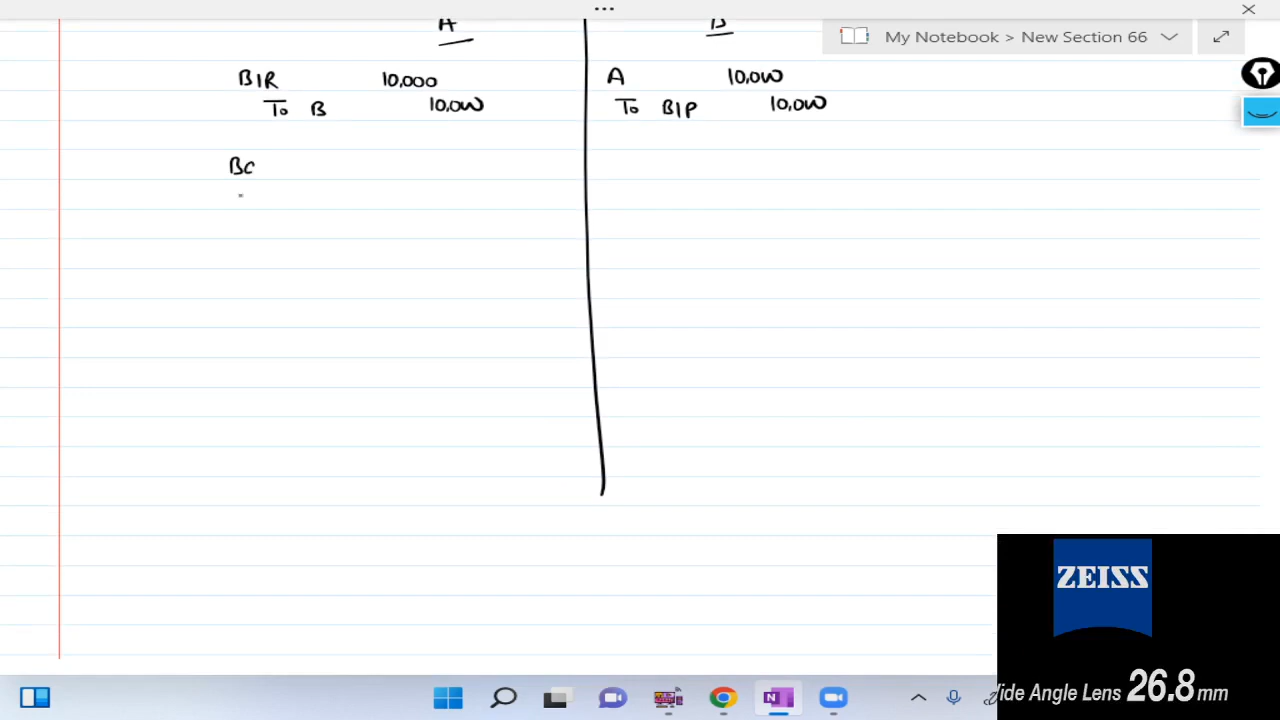 A
B
My Notebook > New Section 66
B/R 10,000
To B 10,000
A 10,000
To B/P 10,000
BC
ZEISS
Wide Angle Lens 26.8 mm